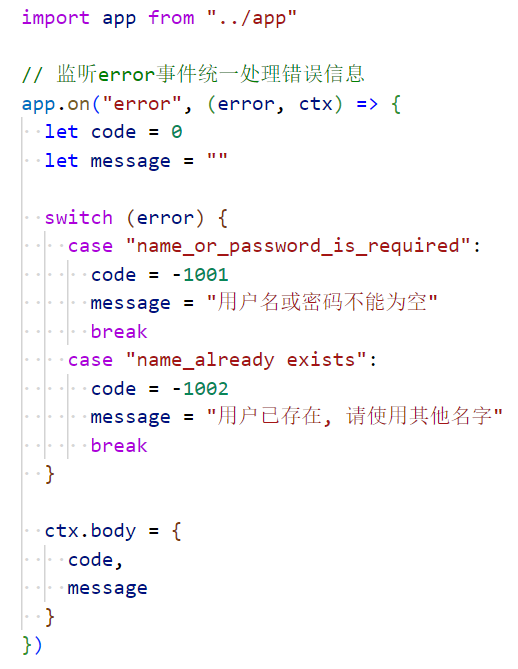 import app from "../app"
// 监听error事件统一处理错误信息
app.on("error", (error, ctx) => {
let code = 0
let message = ""
switch (error) {
case "name_or_password_is_required":
code = -1001
message = "用户名或密码不能为空"
break
case "name_already exists":
code = -1002
message = "用户已存在, 请使用其他名字"
break
}
ctx.body = {
code,
message
}
})